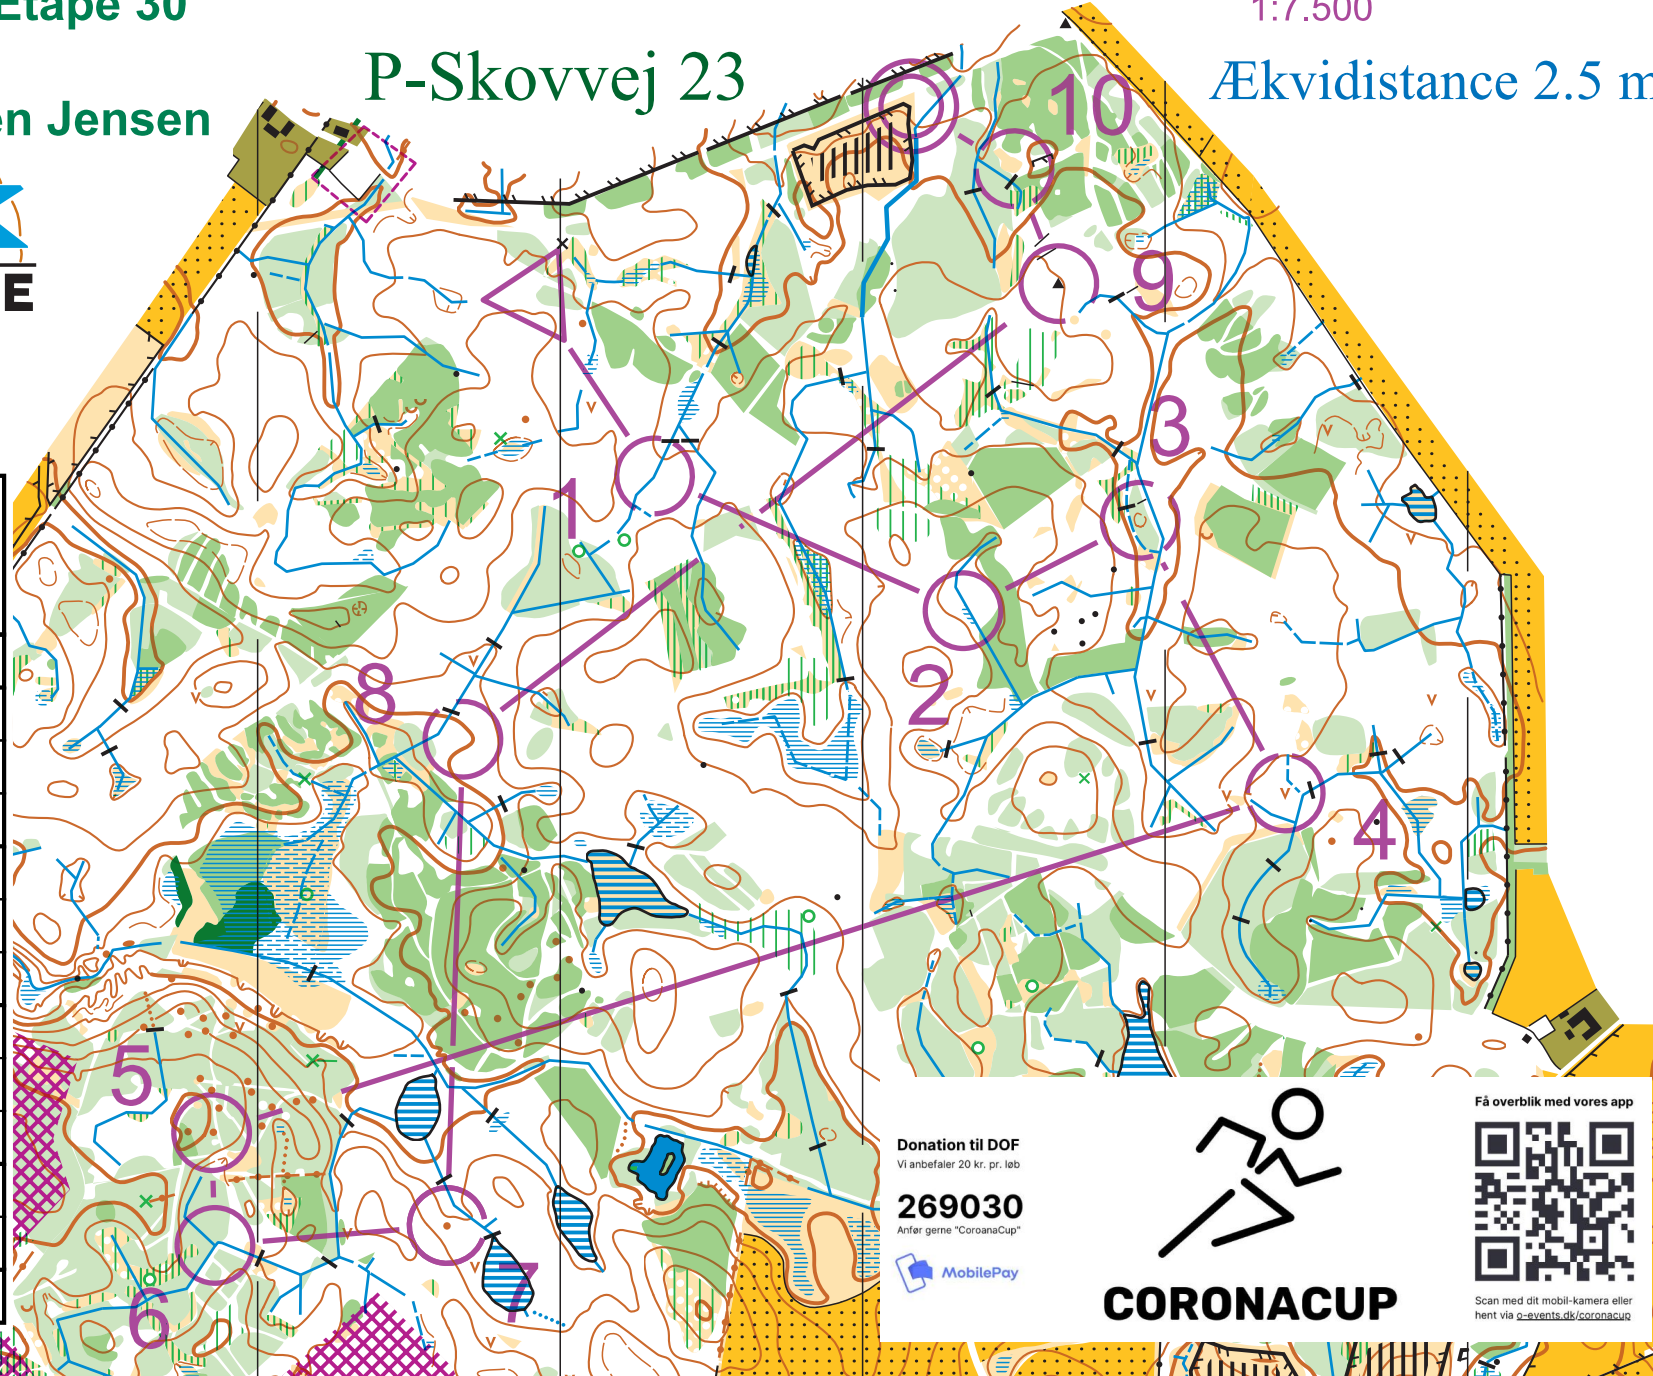 Etape 30
1:7.500
P-Skovvej 23
Ækvidistance 2.5 m
en Jensen
E
10
9
3
1
8
2
4
5
7
6
Donation til DOF
Vi anbefaler 20 kr. pr. løb
269030
Anfør gerne "CoroanaCup"
MobilePay
CORONACUP
Få overblik med vores app
Scan med dit mobil-kamera eller
hent via o-events.dk/coronacup